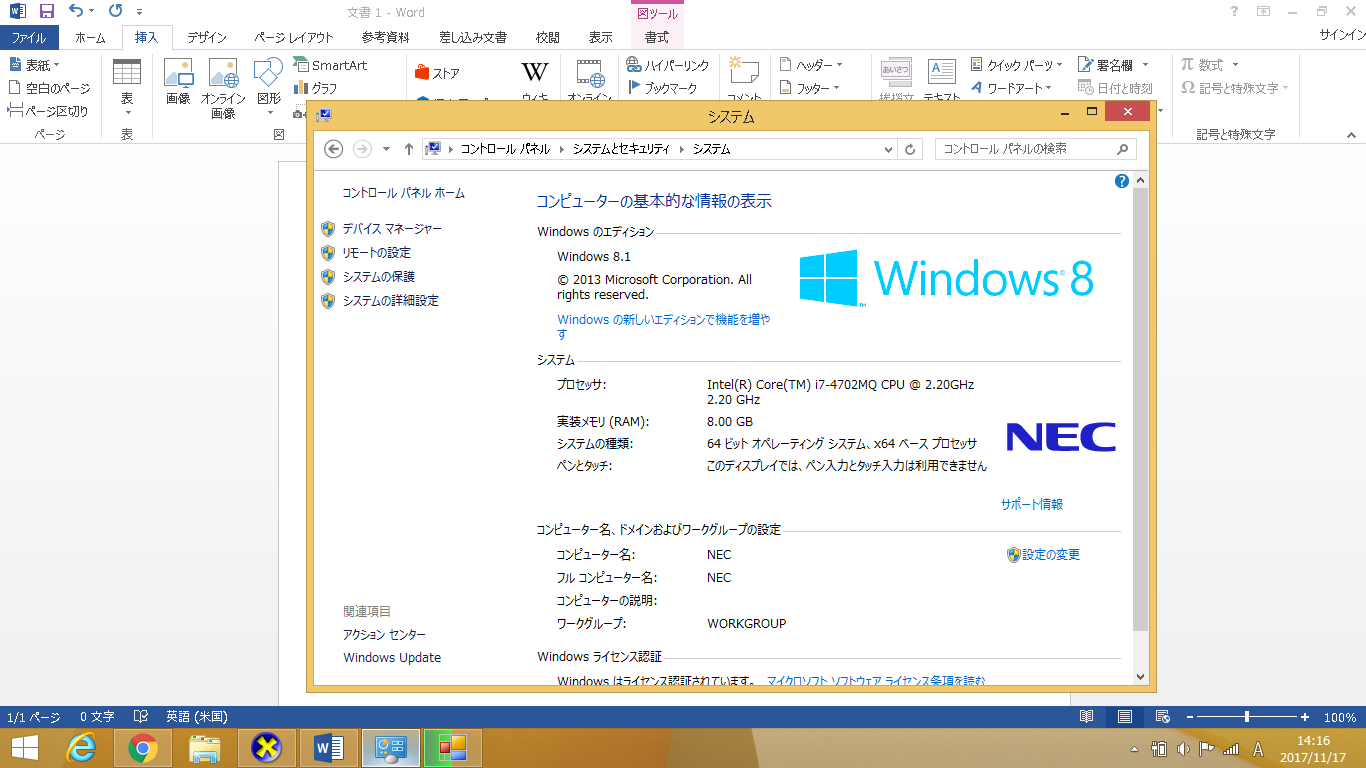 文書 1 - Word
図ツール
ファイル
ホーム
挿入
デザイン
ページ レイアウト
参考資料
差し込み文書
校閲
表示
書式
サインイン
表紙
空白のページ
ページ区切り
ページ
表
表
画像
オンライン
画像
図形
SmartArt
グラフ
ストア
ハイパーリンク
ブックマーク
ヘッダー
フッター
あいさつ
クイック パーツ
ワードアート
署名欄
日付と時刻
数式
記号と特殊文字
記号と特殊文字
システム
コントロール パネル
システムとセキュリティ
システム
コントロール パネルの検索
コントロール パネル ホーム
デバイス マネージャー
リモートの設定
システムの保護
システムの詳細設定
コンピューターの基本的な情報の表示
Windows のエディション
Windows 8.1
© 2013 Microsoft Corporation. All
rights reserved.
Windows の新しいエディションで機能を増や
す
Windows® 8
システム
プロセッサ: Intel(R) Core(TM) i7-4702MQ CPU @ 2.20GHz
2.20 GHz
実装メモリ (RAM): 8.00 GB
システムの種類: 64 ビット オペレーティング システム、x64 ベース プロセッサ
ペンとタッチ: このディスプレイでは、ペン入力とタッチ入力は利用できません
NEC
サポート情報
コンピューター名、ドメインおよびワークグループの設定
コンピューター名: NEC
設定の変更
フル コンピューター名: NEC
コンピューターの説明:
ワークグループ: WORKGROUP
Windows ライセンス認証
Windows はライセンス認証されています。 マイクロソフト ソフトウェア ライセンス条項を読む
関連項目
アクション センター
Windows Update
1/1 ページ
0 文字
英語 (米国)
100%
A
14:16
2017/11/17